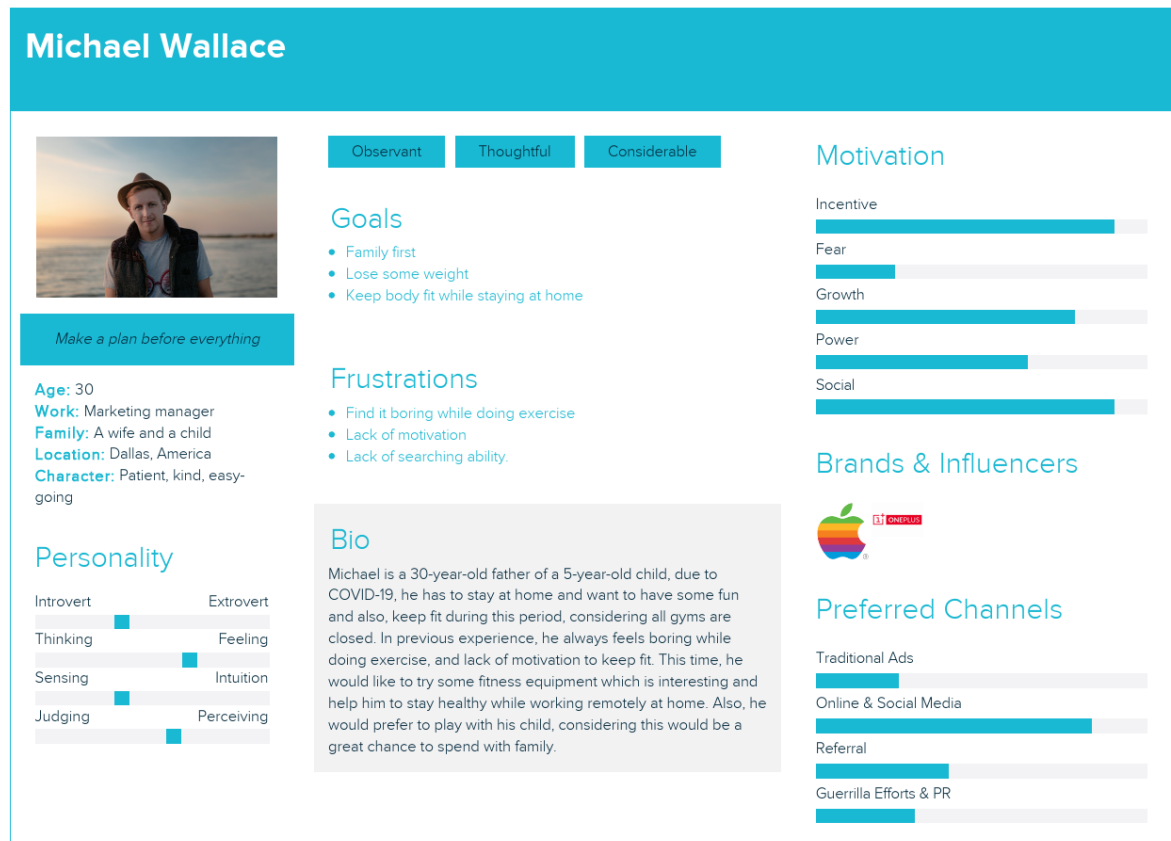 Michael Wallace
Make a plan before everything
Age: 30
Work: Marketing manager
Family: A wife and a child
Location: Dallas, America
Character: Patient, kind, easy-
going
Personality
Introvert Extrovert
Thinking Feeling
Sensing Intuition
Judging Perceiving
Observant Thoughtful Considerable
Goals
Family first
Lose some weight
Keep body fit while staying at home
Frustrations
Find it boring while doing exercise
Lack of motivation
Lack of searching ability.
Bio
Michael is a 30-year-old father of a 5-year-old child, due to
COVID-19, he has to stay at home and want to have some fun
and also, keep fit during this period, considering all gyms are
closed. In previous experience, he always feels boring while
doing exercise, and lack of motivation to keep fit. This time, he
would like to try some fitness equipment which is interesting and
help him to stay healthy while working remotely at home. Also, he
would prefer to play with his child, considering this would be a
great chance to spend with family.
Motivation
Incentive
Fear
Growth
Power
Social
Brands & Influencers
1+ ONEPLUS
®
Preferred Channels
Traditional Ads
Online & Social Media
Referral
Guerrilla Efforts & PR